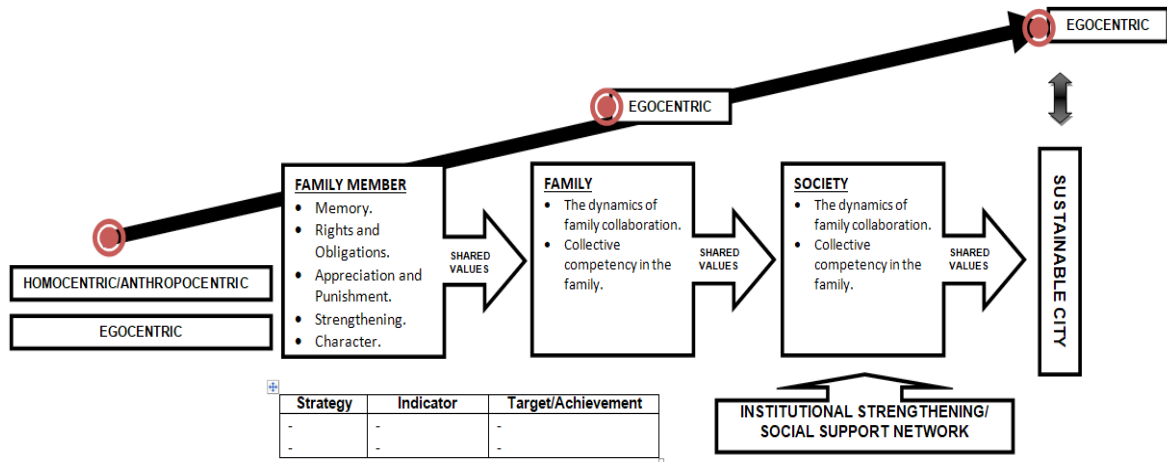 EGOCENTRIC
EGOCENTRIC
HOMOCENTRIC/ANTHROPOCENTRIC
EGOCENTRIC
FAMILY MEMBER
• Memory.
• Rights and
Obligations.
• Appreciation and
Punishment.
• Strengthening.
• Character.
SHARED
VALUES
FAMILY
• The dynamics of
family collaboration.
• Collective
competency in the
family.
SHARED
VALUES
SOCIETY
• The dynamics of
family collaboration.
• Collective
competency in the
family.
SHARED
VALUES
SUSTAINABLE CITY
INSTITUTIONAL STRENGTHENING/
SOCIAL SUPPORT NETWORK
Strategy Indicator Target/Achievement
- - -
- - -